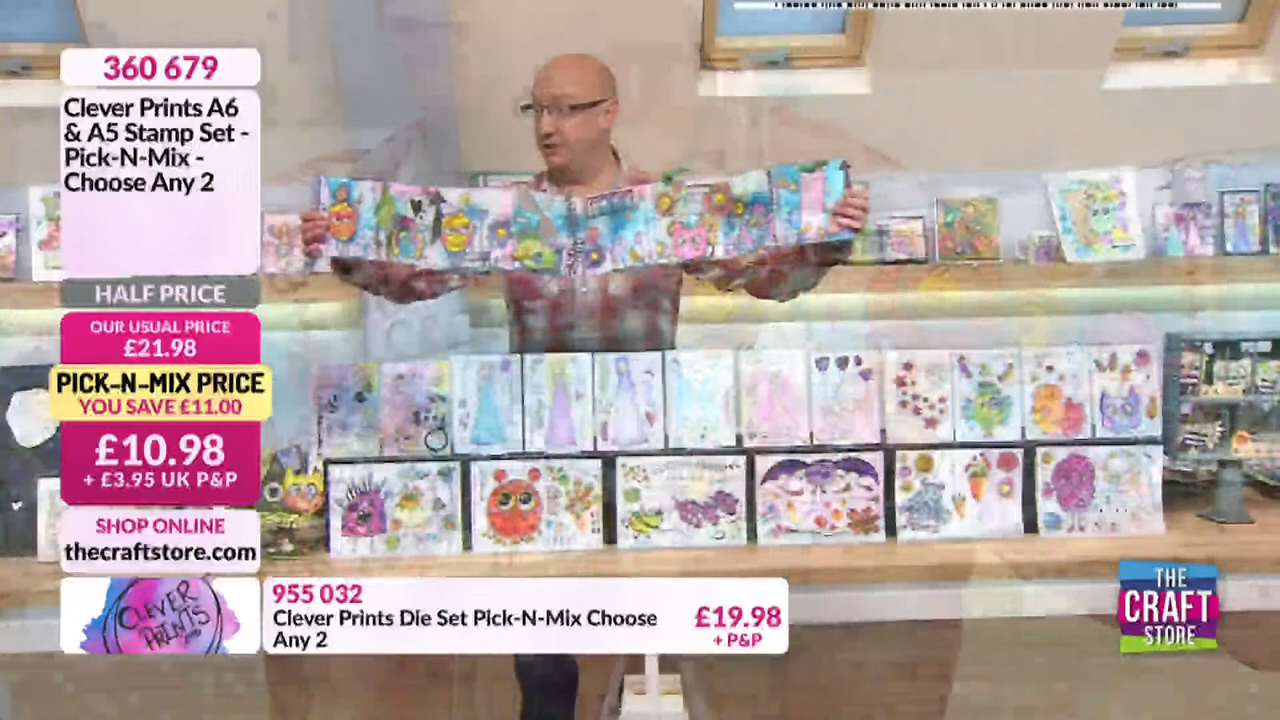 360 679
Clever Prints A6
& A5 Stamp Set -
Pick-N-Mix -
Choose Any 2
HALF PRICE
OUR USUAL PRICE
£21.98
PICK-N-MIX PRICE
YOU SAVE £11.00
£10.98
+ £3.95 UK P&P
SHOP ONLINE
thecraftstore.com
CLEVER
PRINTS
955 032
Clever Prints Die Set Pick-N-Mix Choose
Any 2
£19.98
+ P&P
THE
CRAFT
STORE